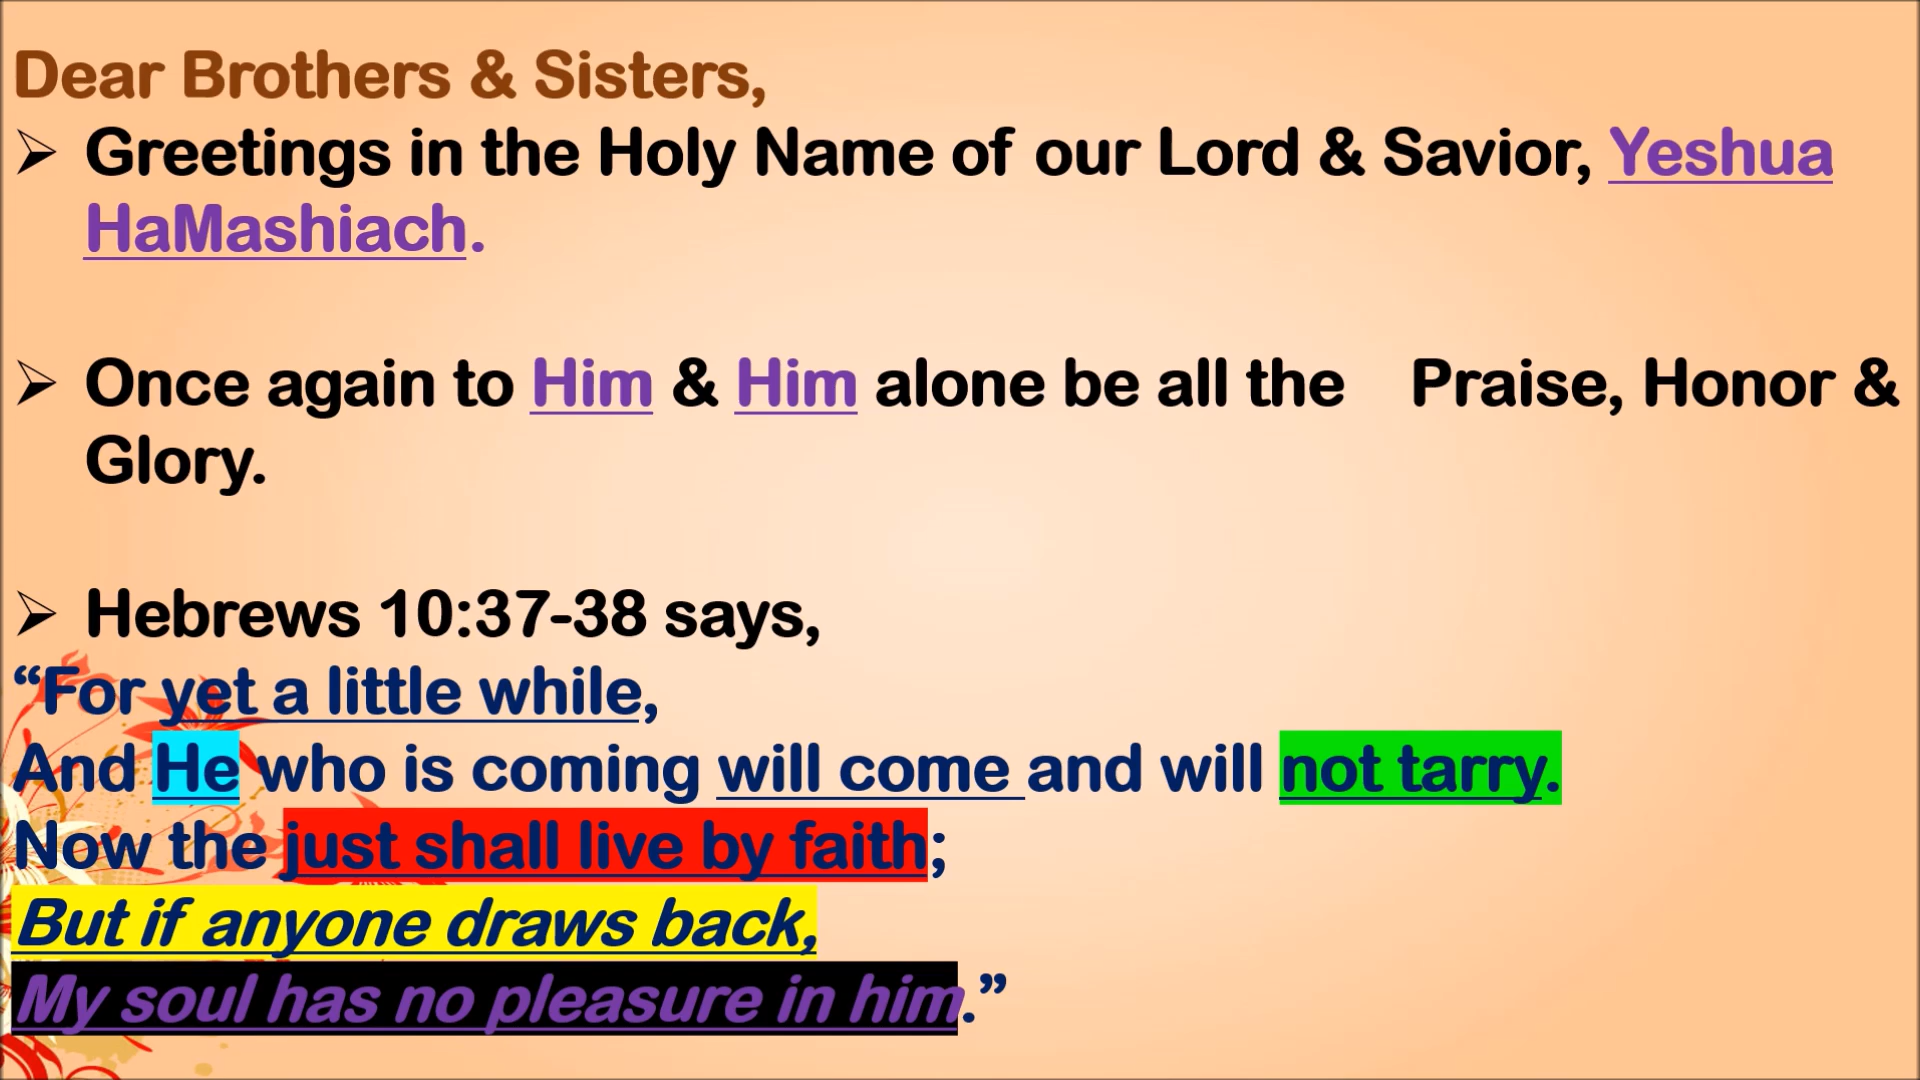 Dear Brothers & Sisters,
➢ Greetings in the Holy Name of our Lord & Savior, Yeshua
HaMashiach.
➢ Once again to Him & Him alone be all the Praise, Honor &
Glory.
➢ Hebrews 10:37-38 says,
“For yet a little while,
And He who is coming will come and will not tarry.
Now the just shall live by faith;
But if anyone draws back,
My soul has no pleasure in him.”